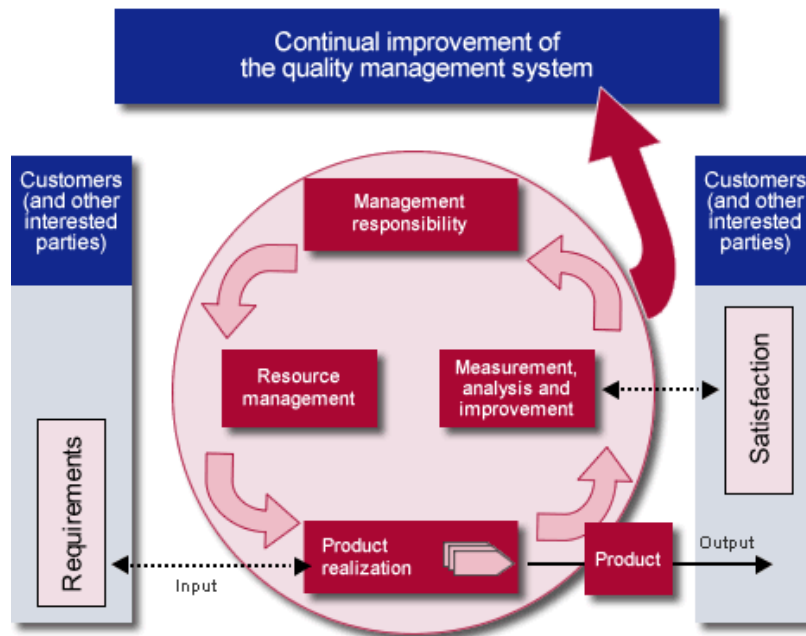 Continual improvement of
the quality management system
Customers
(and other
interested
parties)
Customers
(and other
interested
parties)
Management
responsibility
Resource
management
Measurement,
analysis and
improvement
Satisfaction
Requirements
Product
realization
Product
Output
Input